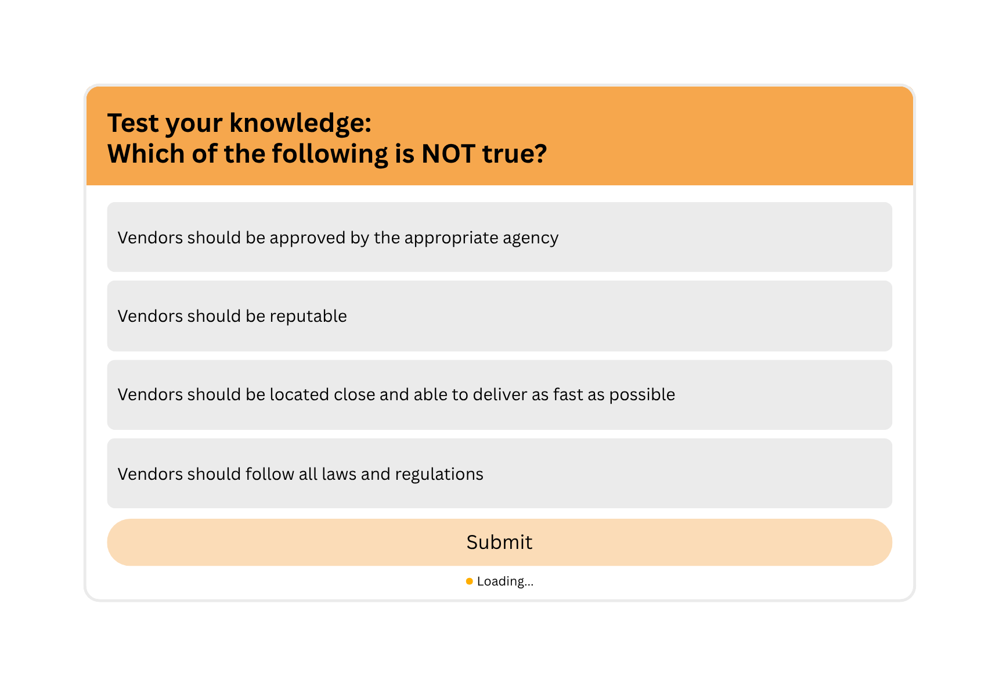 Test your knowledge:
Which of the following is NOT true?
Vendors should be approved by the appropriate agency
Vendors should be reputable
Vendors should be located close and able to deliver as fast as possible
Vendors should follow all laws and regulations
Submit
Loading...